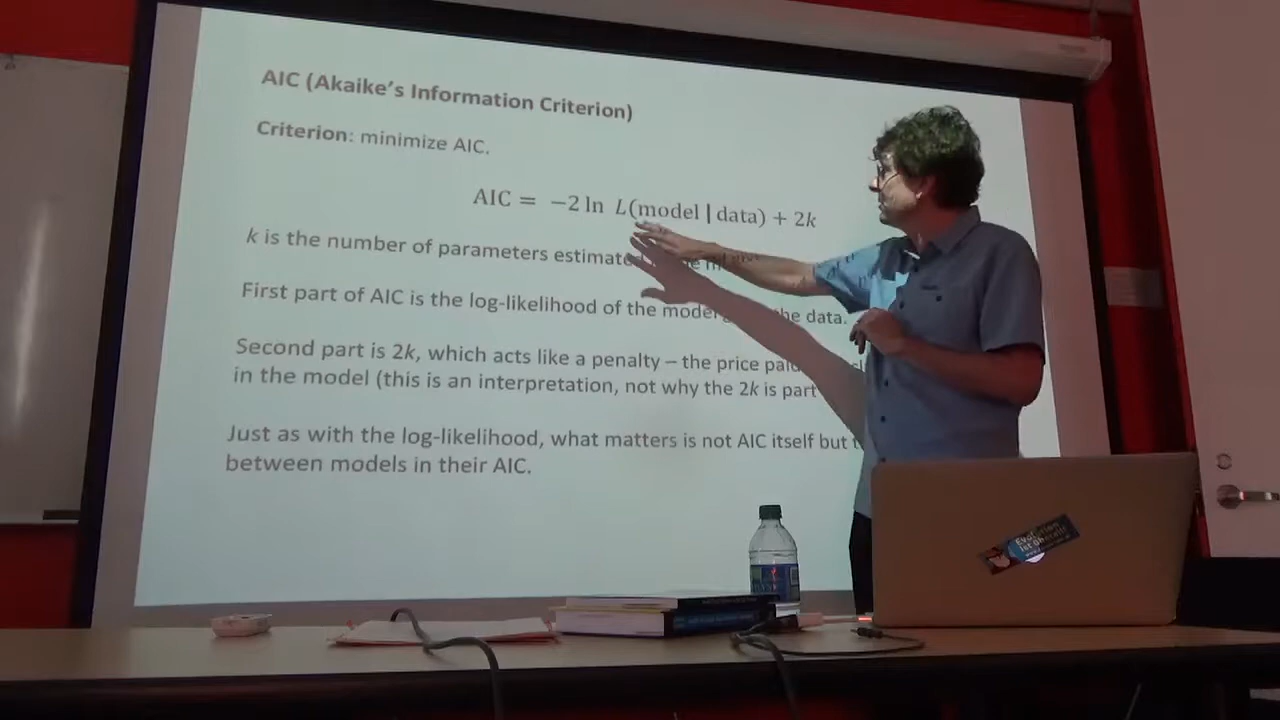 AIC (Akaike's Information Criterion)
Criterion: minimize AIC.
AIC = −2 ln L(model | data) + 2k
k is the number of parameters estimated
First part of AIC is the log-likelihood of the model the data.
Second part is 2k, which acts like a penalty – the price paid
in the model (this is an interpretation, not why the 2k is part
Just as with the log-likelihood, what matters is not AIC itself but
between models in their AIC.
Evolution
ist überall!